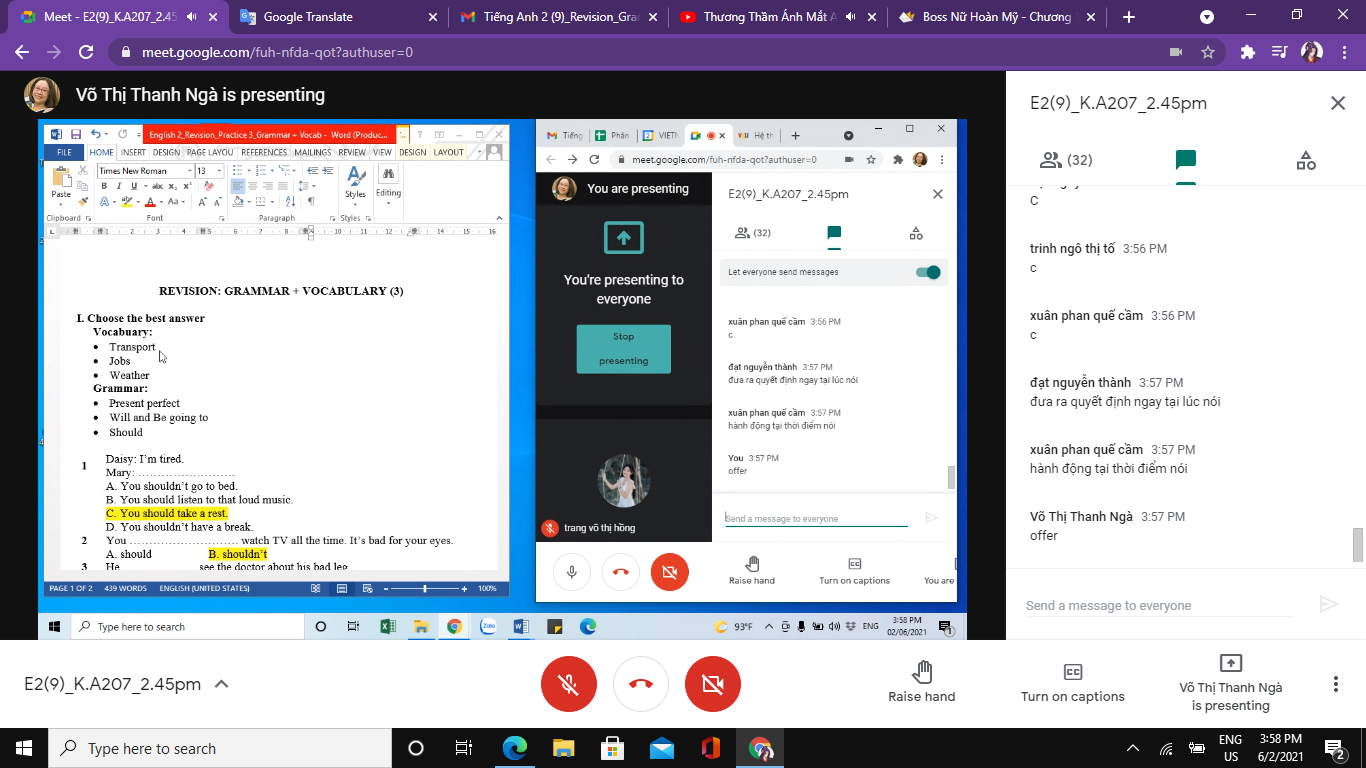 Meet - E2(9)_K.A207_2.45
Google Translate
Tiếng Anh 2 (9)_Revision_Gra
Thương Thầm Ánh Mắt A
Boss Nữ Hoàn Mỹ - Chương
meet.google.com/fuh-nfda-qot?authuser=0
Võ Thị Thanh Ngà is presenting
English 2_Revision_Practice 3_Grammar + Vocab - Word (Produc...
FILE HOME INSERT DESIGN PAGE LAYOU REFERENCES MAILINGS REVIEW VIEW DESIGN LAYOUT
Times New Roman 13
Paste
Styles
Editing
Clipboard Font Paragraph Styles
REVISION: GRAMMAR + VOCABULARY (3)
I. Choose the best answer
Vocabuary:
Transport
Jobs
Weather
Grammar:
Present perfect
Will and Be going to
Should
1 Daisy: I'm tired.
Mary: ……………………
A. You shouldn't go to bed.
B. You should listen to that loud music.
C. You should take a rest.
D. You shouldn't have a break.
2 You …………………… watch TV all the time. It's bad for your eyes.
A. should B. shouldn't
3 He see the doctor about his bad leg
PAGE 1 OF 2 439 WORDS ENGLISH (UNITED STATES) 100%
Tiếng
Phân
VIETN
Hệ th
meet.google.com/fuh-nfda-qot?authuser=0
You are presenting
You're presenting to
everyone
Stop
presenting
trang võ thị hồng
E2(9)_K.A207_2.45pm
(32)
Let everyone send messages
xuân phan quế cầm 3:56 PM
c
đạt nguyễn thành 3:57 PM
đưa ra quyết định ngay tại lúc nói
xuân phan quế cầm 3:57 PM
hành động tại thời điểm nói
You 3:57 PM
offer
Send a message to everyone
Raise hand
Turn on captions
You are
Type here to search
93°F
ENG
3:58 PM
02/06/2021
1
E2(9)_K.A207_2.45pm
(32)
C
trinh ngô thị tố 3:56 PM
c
xuân phan quế cầm 3:56 PM
c
đạt nguyễn thành 3:57 PM
đưa ra quyết định ngay tại lúc nói
xuân phan quế cầm 3:57 PM
hành động tại thời điểm nói
Võ Thị Thanh Ngà 3:57 PM
offer
Send a message to everyone
E2(9)_K.A207_2.45pm
Raise hand
Turn on captions
Võ Thị Thanh Ngà
is presenting
Type here to search
ENG
US
3:58 PM
6/2/2021
2